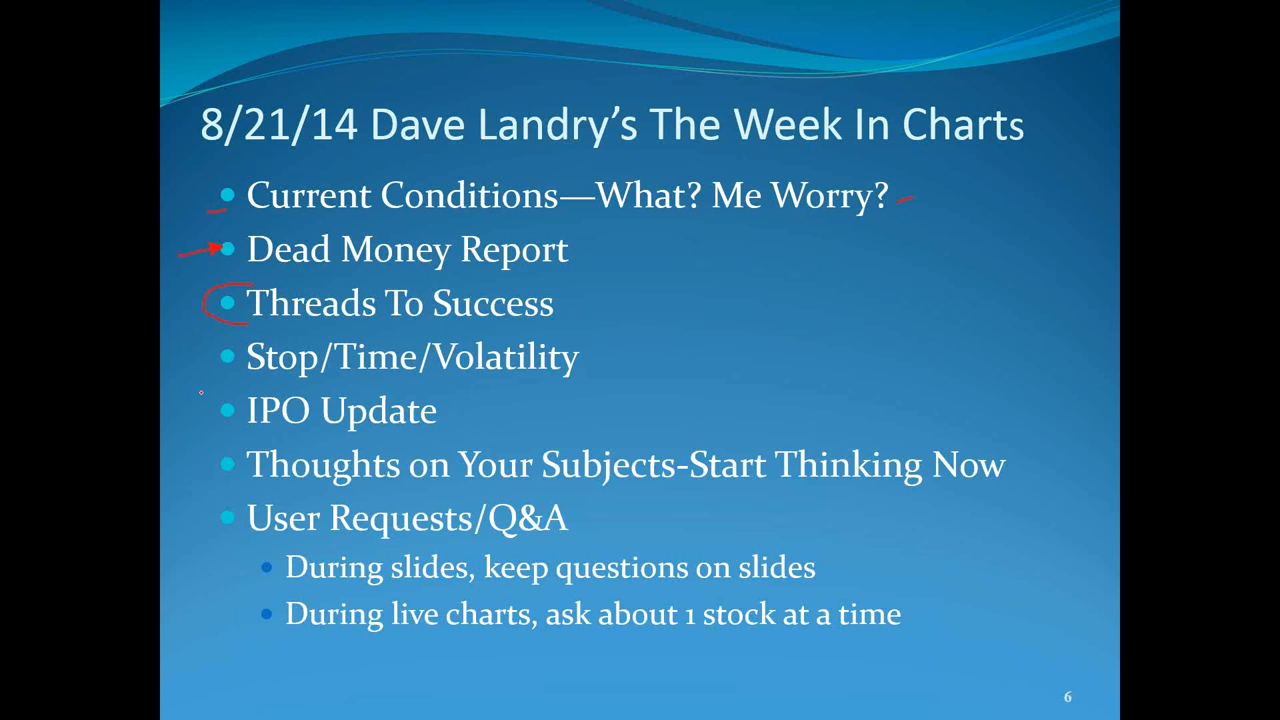 8/21/14 Dave Landry’s The Week In Charts
Current Conditions—What? Me Worry?
Dead Money Report
Threads To Success
Stop/Time/Volatility
IPO Update
Thoughts on Your Subjects-Start Thinking Now
User Requests/Q&A
During slides, keep questions on slides
During live charts, ask about 1 stock at a time
6